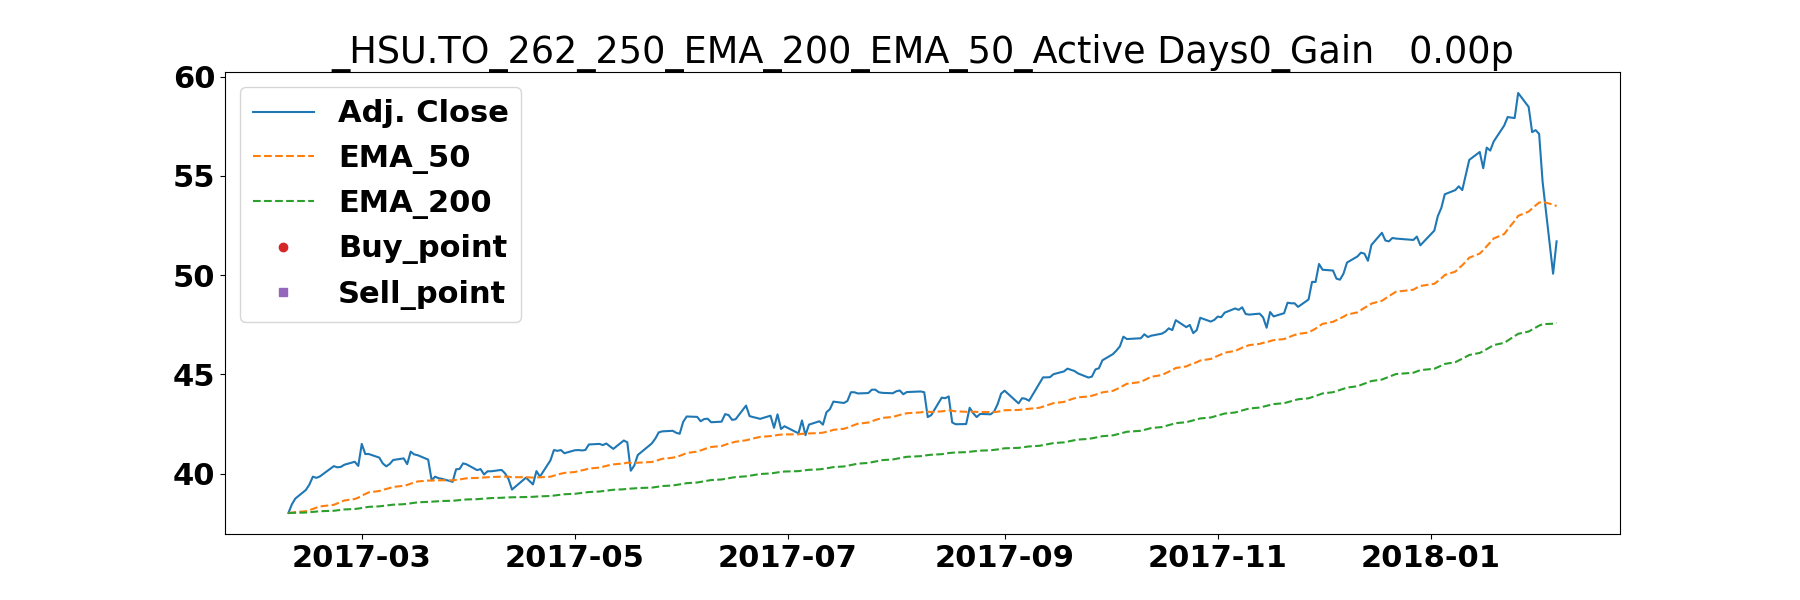 _HSU.TO_262_250_EMA_200_EMA_50_Active Days0_Gain   0.00p
60
55
50
45
40
Adj. Close
EMA_50
EMA_200
Buy_point
Sell_point
2017-03 2017-05 2017-07 2017-09 2017-11 2018-01